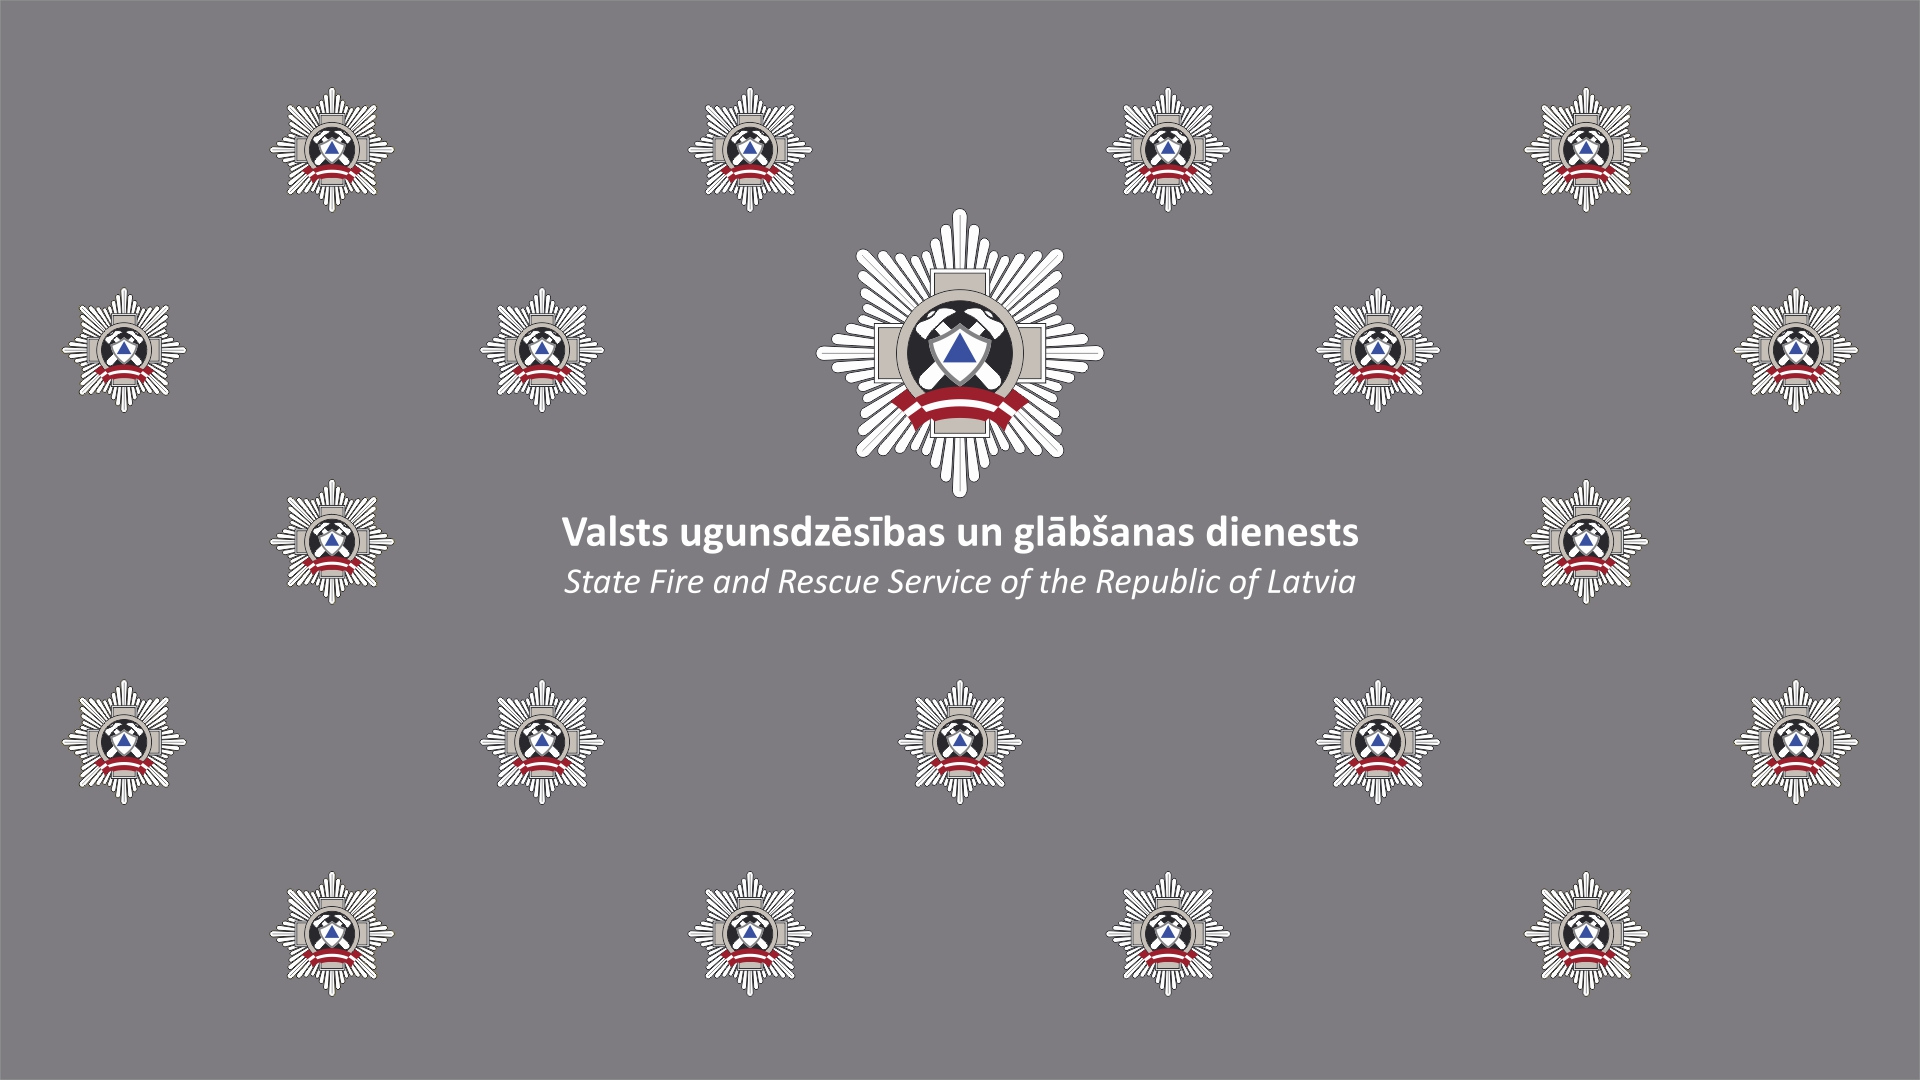 Valsts ugunsdzēsības un glābšanas dienests
State Fire and Rescue Service of the Republic of Latvia